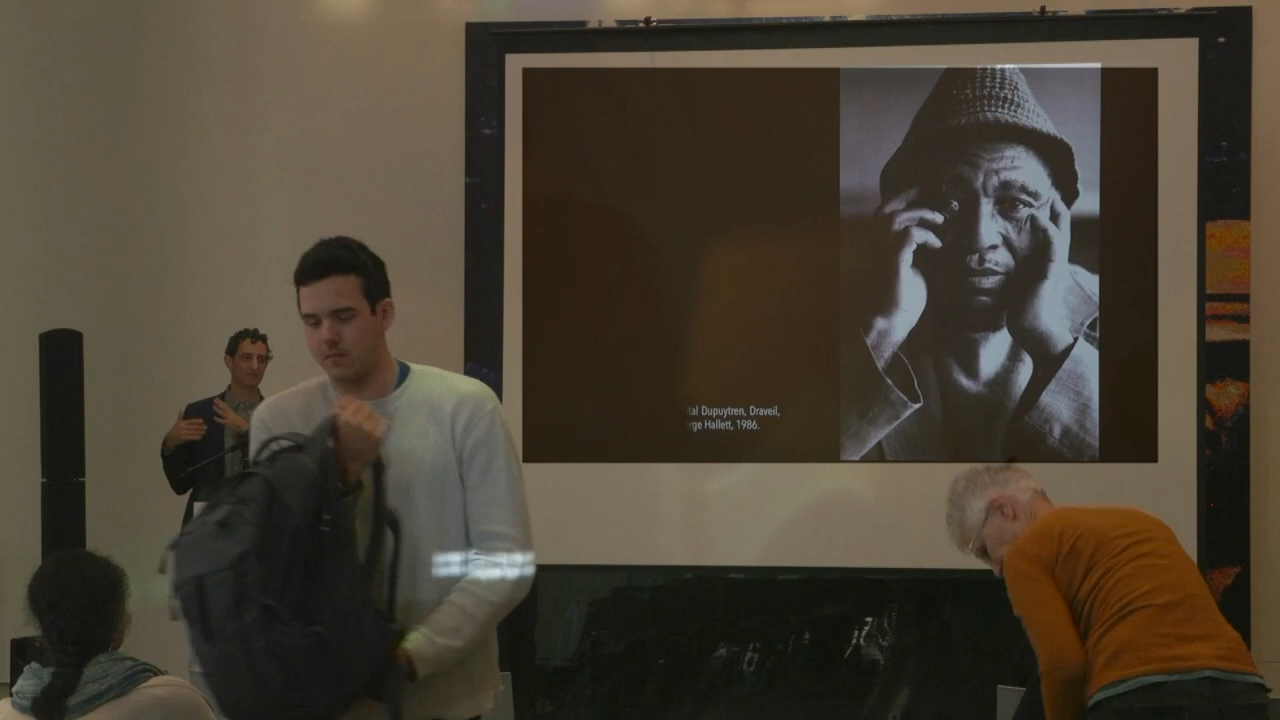 tal Dupuytren, Draveil,
rge Hallett, 1986.